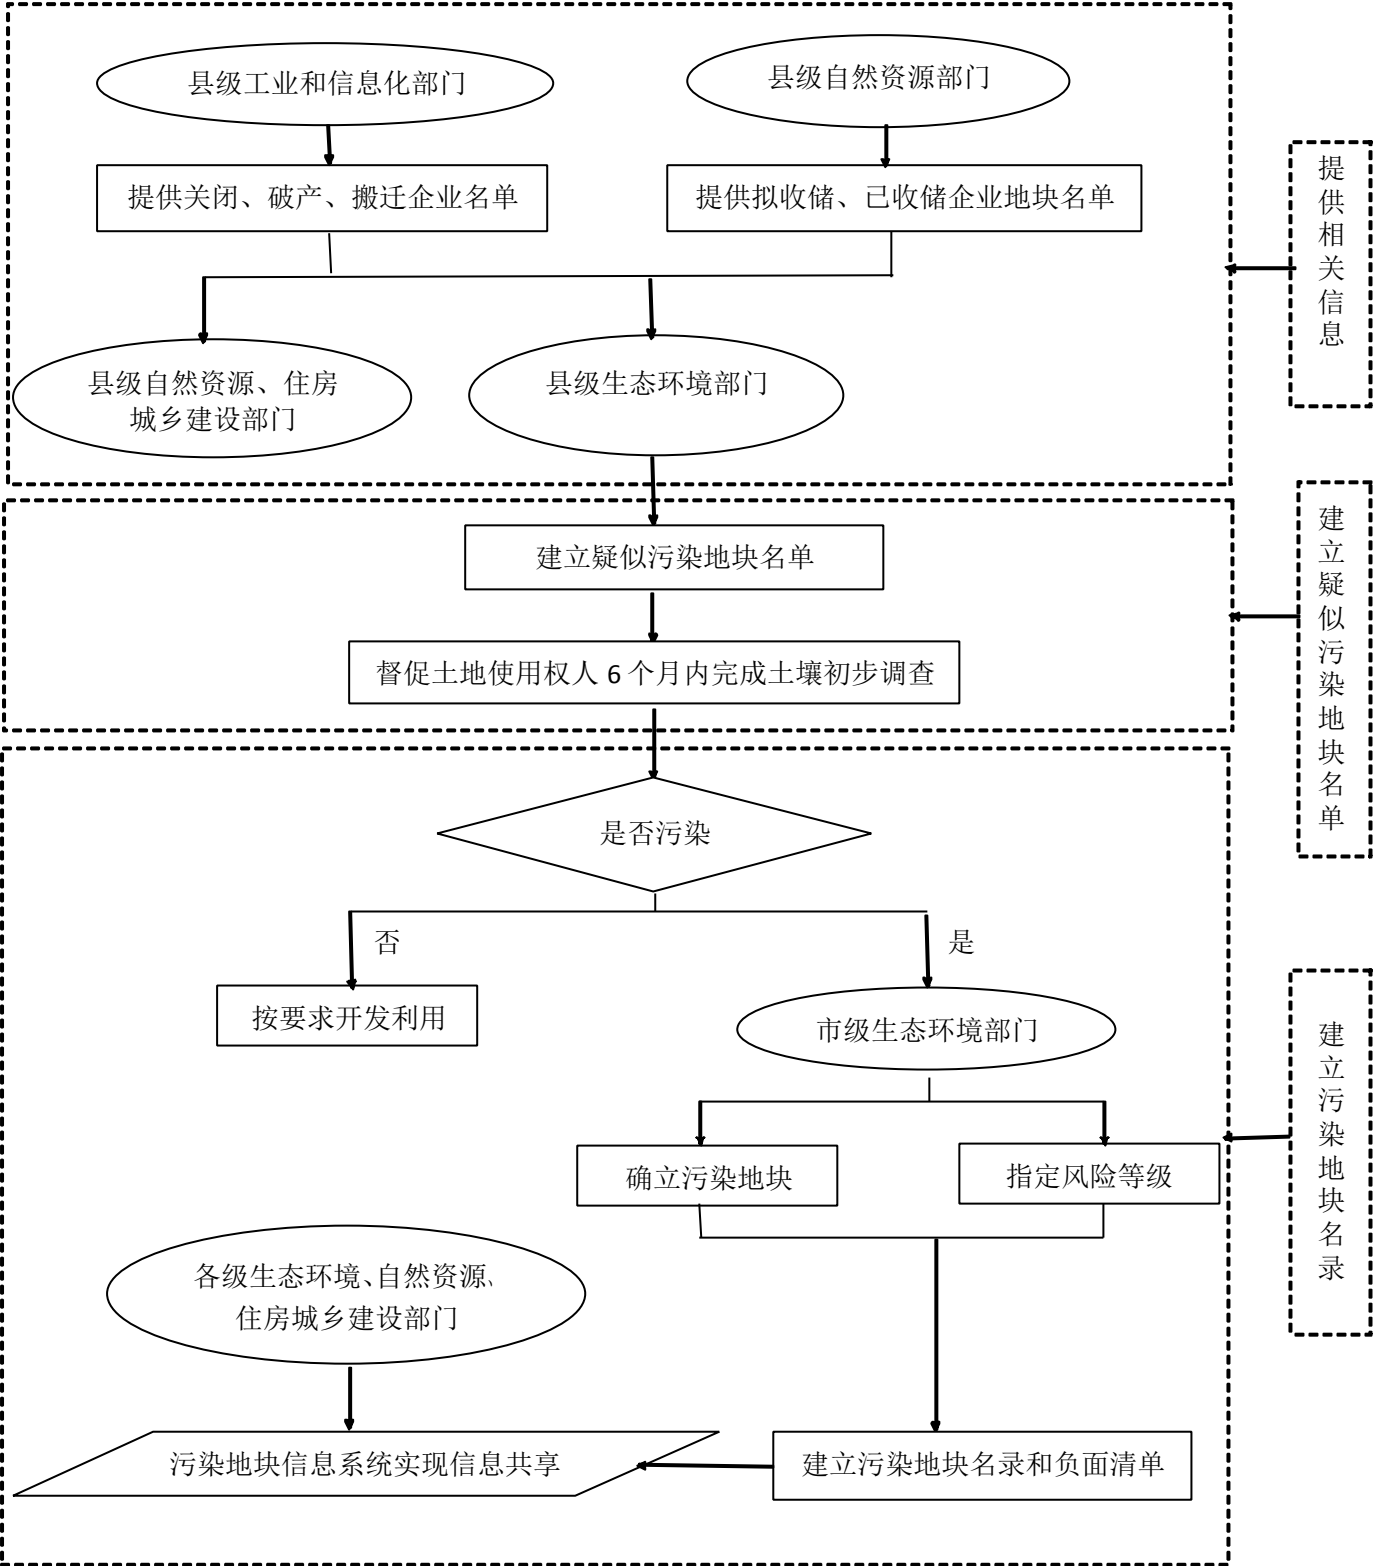 县级工业和信息化部门
县级自然资源部门
提供关闭、破产、搬迁企业名单
提供拟收储、已收储企业地块名单
提供相关信息
县级自然资源、住房
城乡建设部门
县级生态环境部门
建立疑似污染地块名单
督促土地使用权人 6 个月内完成土壤初步调查
建立疑似污染地块名单
是否污染
否
是
按要求开发利用
市级生态环境部门
确立污染地块
指定风险等级
建立污染地块名录
各级生态环境、自然资源、
住房城乡建设部门
污染地块信息系统实现信息共享
建立污染地块名录和负面清单